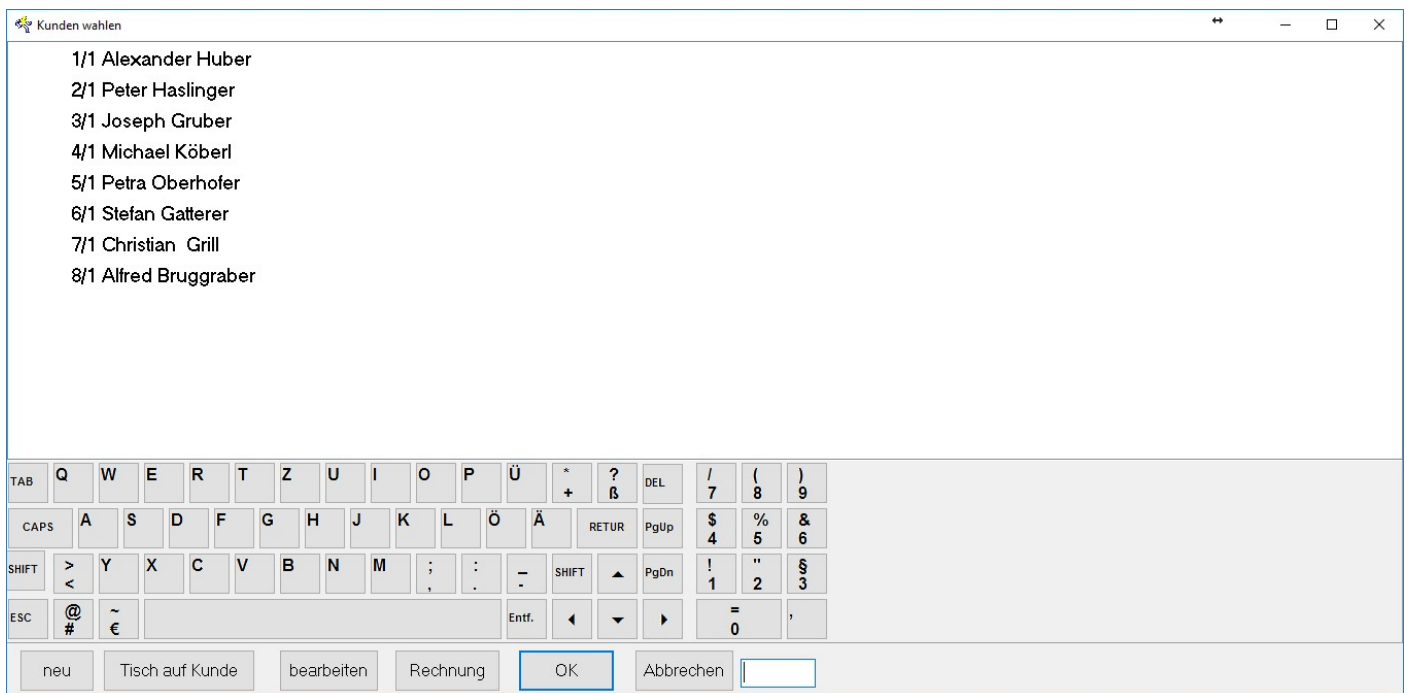 Kunden wahlen
1/1 Alexander Huber
2/1 Peter Haslinger
3/1 Joseph Gruber
4/1 Michael Köberl
5/1 Petra Oberhofer
6/1 Stefan Gatterer
7/1 Christian  Grill
8/1 Alfred Bruggraber
TAB Q W E R T Z U I O P Ü * + ? ß DEL / 7 ( 8 ) 9
CAPS A S D F G H J K L Ö Ä RETUR PgUp $ 4 % 5 & 6
SHIFT > < Y X C V B N M ; , : . _ - SHIFT PgDn ! 1 " 2 § 3
ESC @ # ~ € Entf. = 0 ,
neu Tisch auf Kunde bearbeiten Rechnung OK Abbrechen